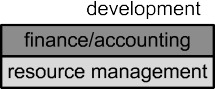 development
finance/accounting
resource management